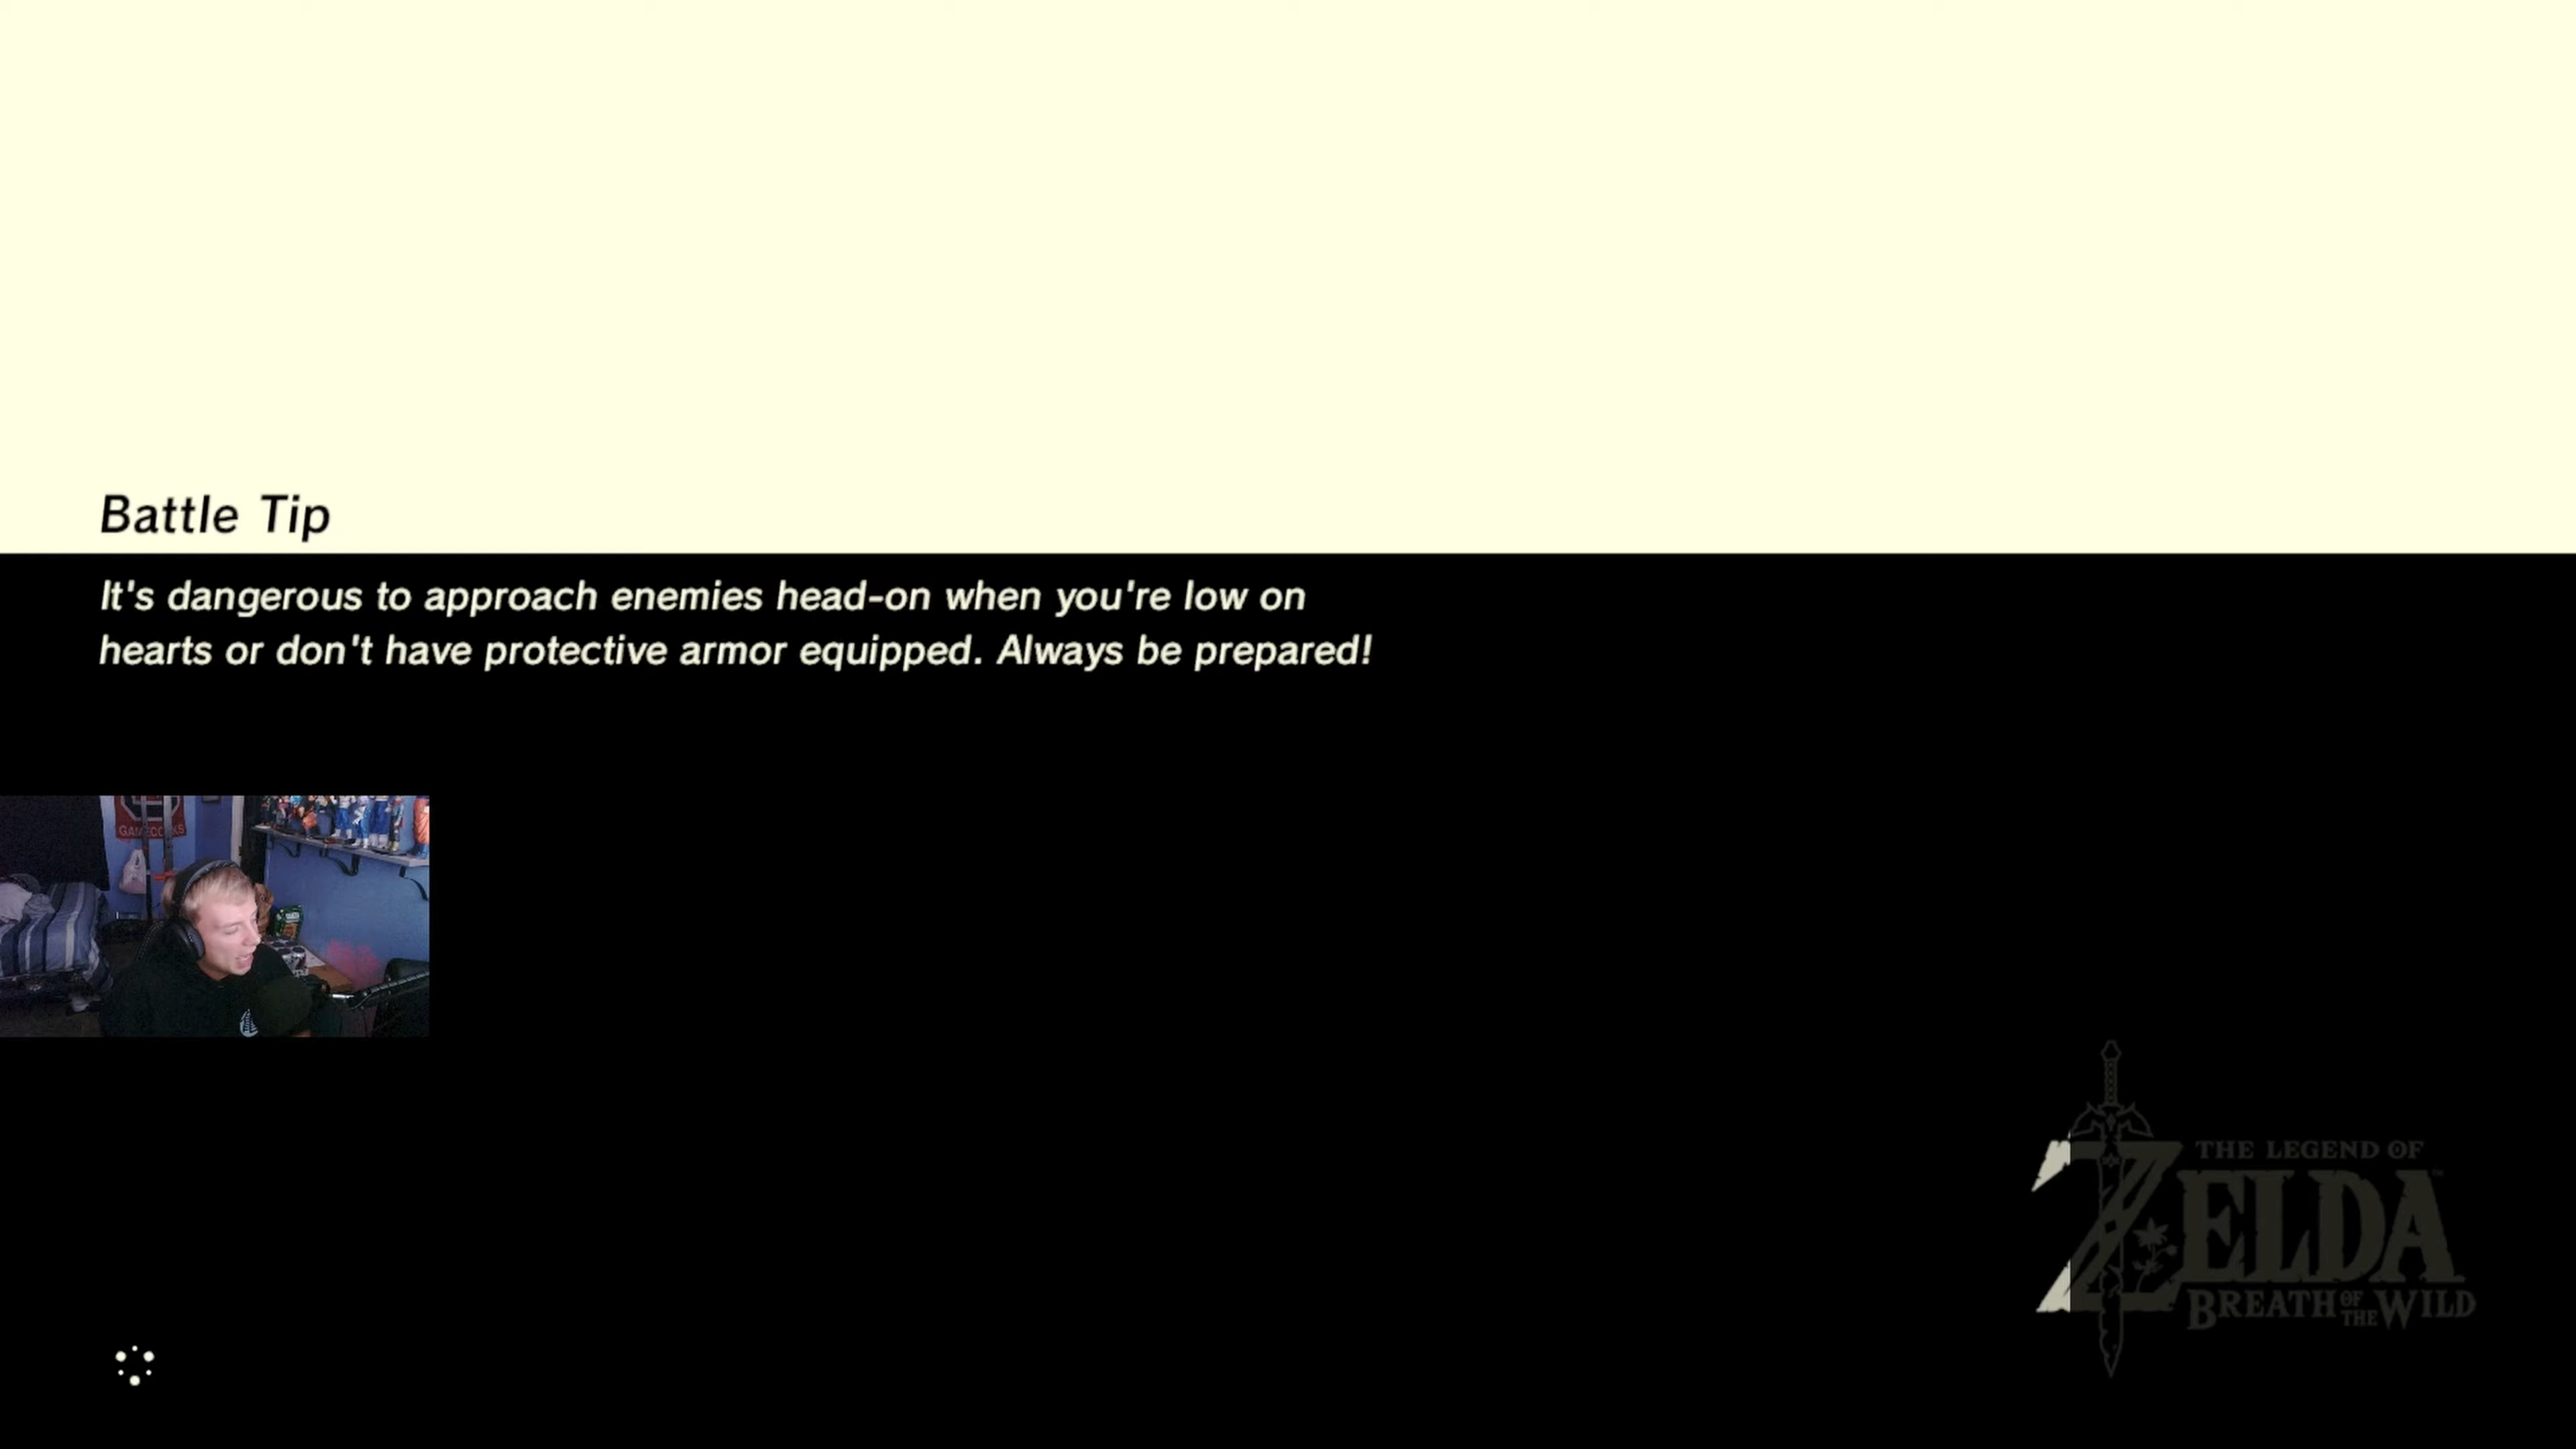 Battle Tip
It's dangerous to approach enemies head-on when you're low on
hearts or don't have protective armor equipped. Always be prepared!
GAMECOCKS
THE LEGEND OF
ZELDA
BREATH OF THE WILD